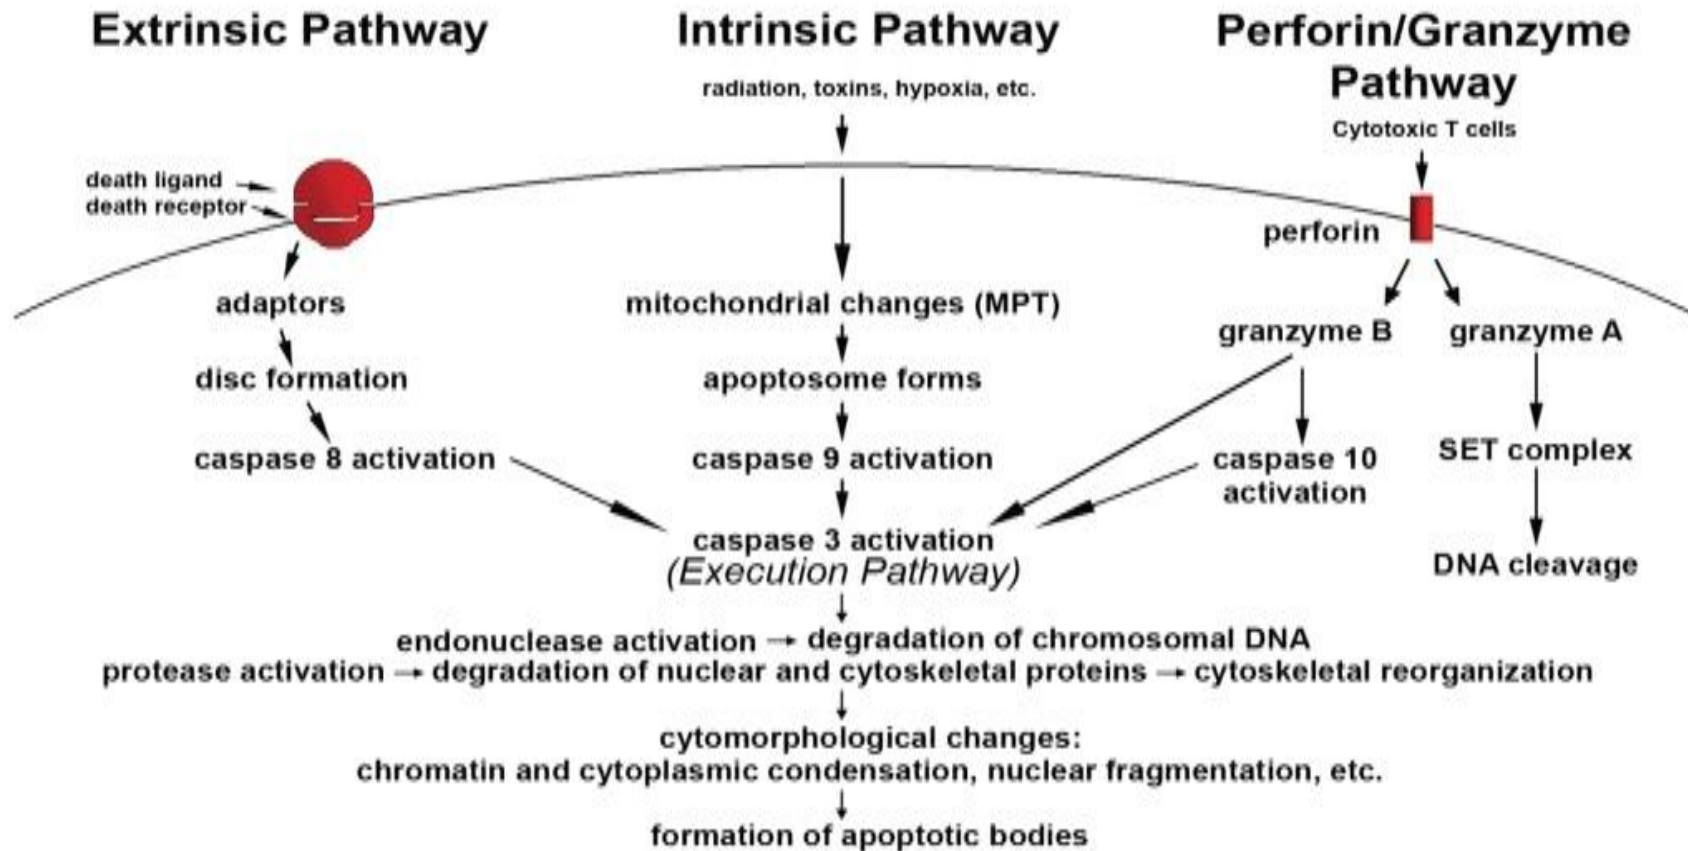 Extrinsic Pathway
Intrinsic Pathway
Perforin/Granzyme
Pathway
radiation, toxins, hypoxia, etc.
Cytotoxic T cells
death ligand
death receptor
perforin
adaptors
mitochondrial changes (MPT)
granzyme B
granzyme A
disc formation
apoptosome forms
caspase 8 activation
caspase 9 activation
caspase 10
activation
SET complex
caspase 3 activation
(Execution Pathway)
DNA cleavage
endonuclease activation → degradation of chromosomal DNA
protease activation → degradation of nuclear and cytoskeletal proteins → cytoskeletal reorganization
cytomorphological changes:
chromatin and cytoplasmic condensation, nuclear fragmentation, etc.
formation of apoptotic bodies